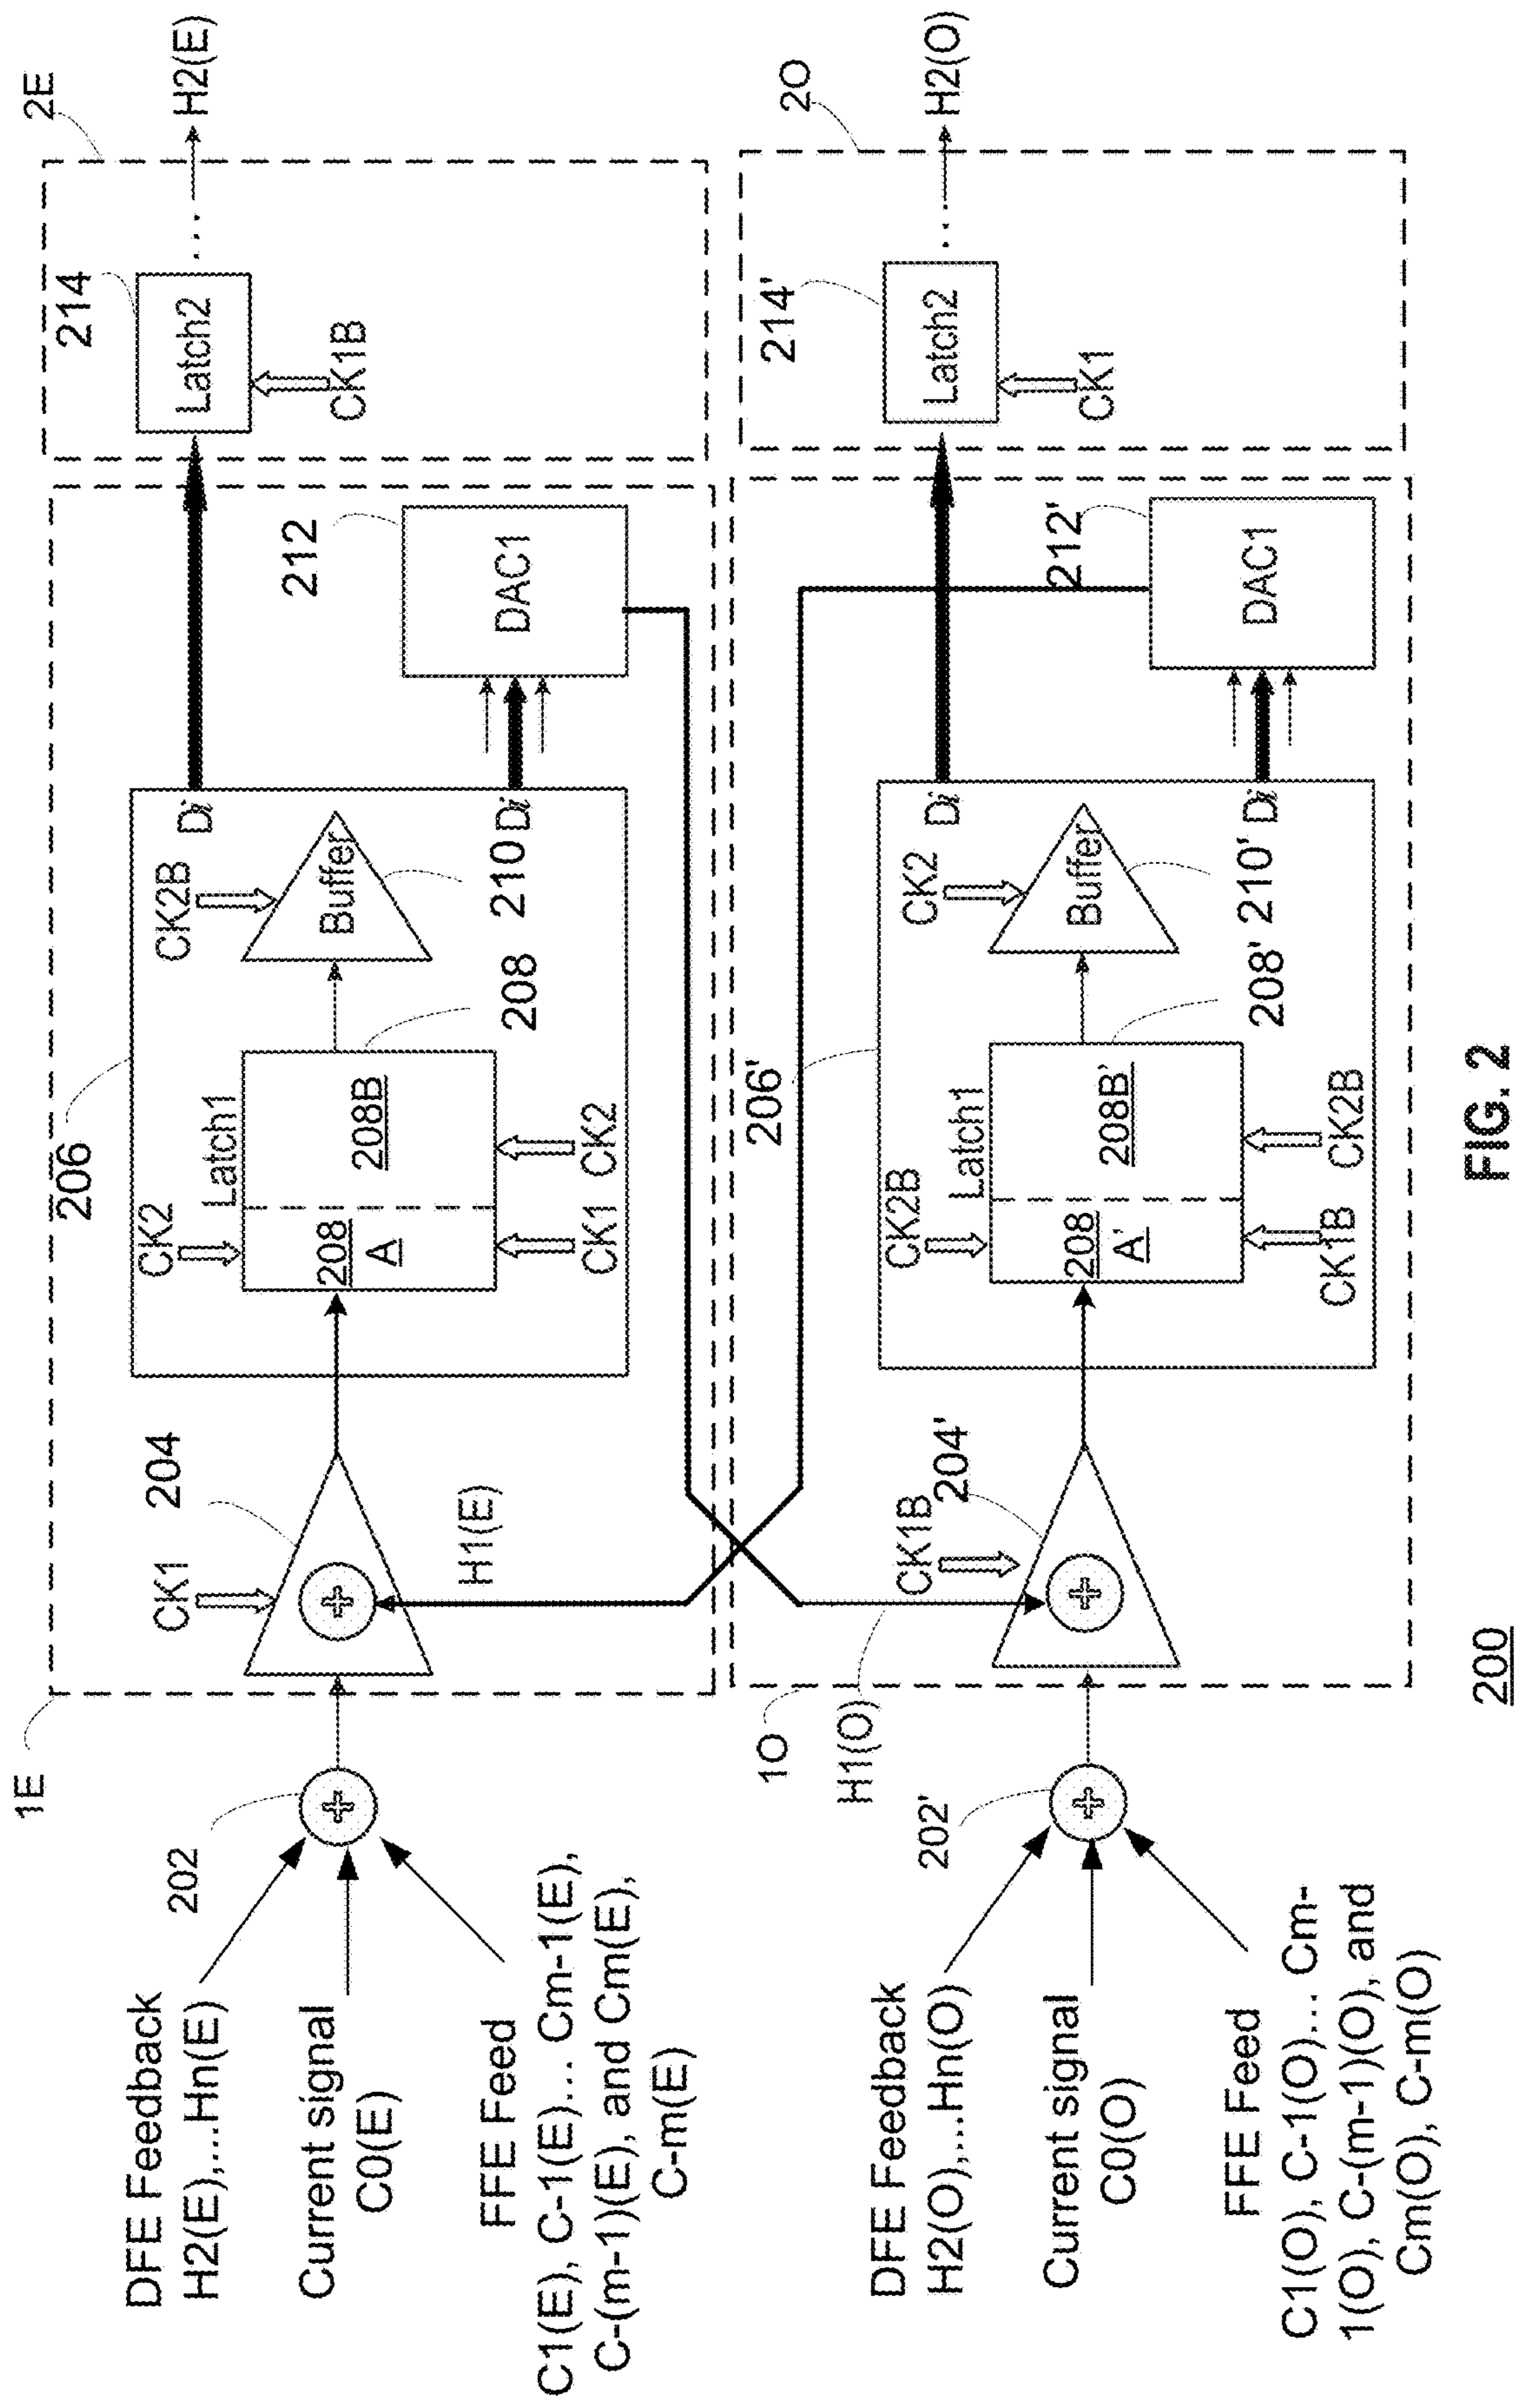 1E
DFE Feedback
H2(E),...Hn(E)
Current signal
C0(E)
FFE Feed
C1(E), C-1(E)... Cm-1(E),
C-(m-1)(E), and Cm(E),
C-m(E)
202
CK1
204
H1(E)
206
CK2
Latch1
208
A
208B
CK1
CK2
208
CK2B
Buffer
210
Di
Di
212
DAC1
2E
214
Latch2
CK1B
H2(E)
1O
DFE Feedback
H2(O),....Hn(O)
Current signal
C0(O)
FFE Feed
C1(O), C-1(O)... Cm-
1(O), C-(m-1)(O), and
Cm(O), C-m(O)
202'
H1(O)
CK1B
204'
206'
CK2B
Latch1
208
A'
208B'
CK1B
CK2B
208'
CK2
Buffer
210'
Di
Di
212'
DAC1
2O
214'
Latch2
CK1
H2(O)
200
FIG. 2